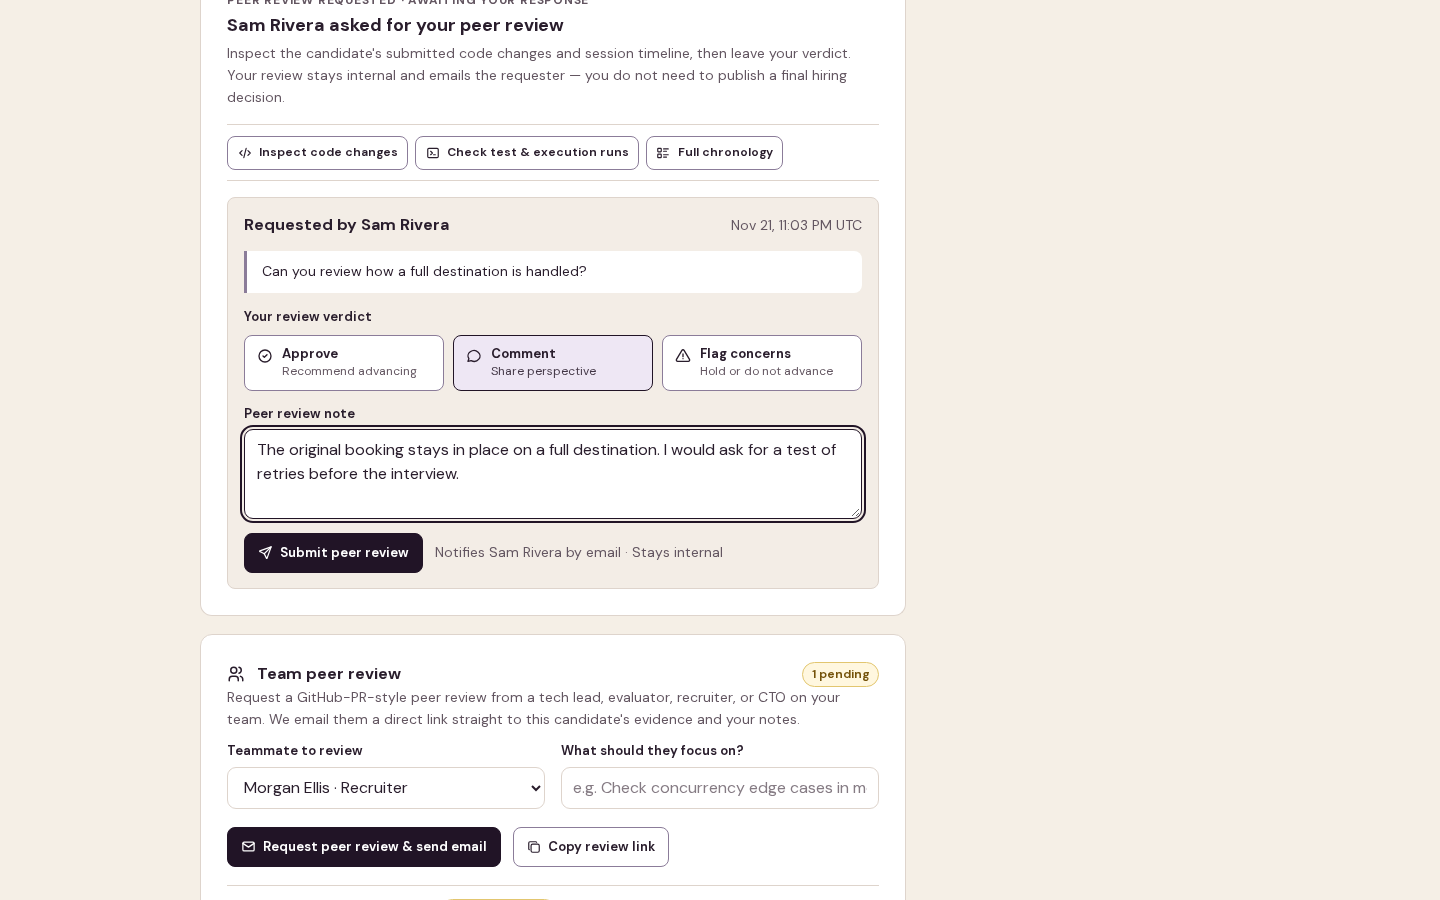 PEER REVIEW REQUESTED · AWAITING YOUR RESPONSE
Sam Rivera asked for your peer review
Inspect the candidate's submitted code changes and session timeline, then leave your verdict.
Your review stays internal and emails the requester — you do not need to publish a final hiring
decision.
Inspect code changes
Check test & execution runs
Full chronology
Requested by Sam Rivera
Nov 21, 11:03 PM UTC
Can you review how a full destination is handled?
Your review verdict
Approve
Recommend advancing
Comment
Share perspective
Flag concerns
Hold or do not advance
Peer review note
The original booking stays in place on a full destination. I would ask for a test of
retries before the interview.
Submit peer review
Notifies Sam Rivera by email · Stays internal
Team peer review
1 pending
Request a GitHub-PR-style peer review from a tech lead, evaluator, recruiter, or CTO on your
team. We email them a direct link straight to this candidate's evidence and your notes.
Teammate to review
What should they focus on?
Morgan Ellis · Recruiter
e.g. Check concurrency edge cases in m
Request peer review & send email
Copy review link